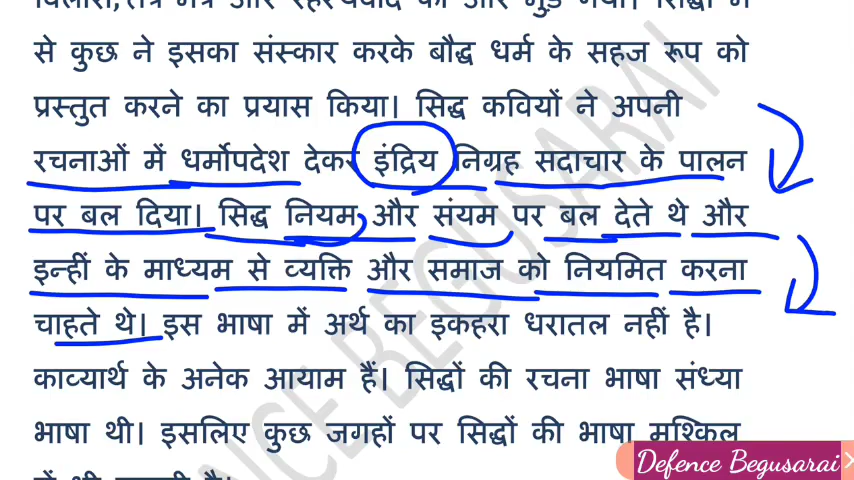 से कुछ ने इसका संस्कार करके बौद्ध धर्म के सहज रूप को
प्रस्तुत करने का प्रयास किया। सिद्ध कवियों ने अपनी
रचनाओं में धर्मोपदेश देकर इंद्रिय निग्रह सदाचार के पालन
पर बल दिया। सिद्ध नियम और संयम पर बल देते थे और
इन्हीं के माध्यम से व्यक्ति और समाज को नियमित करना
चाहते थे। इस भाषा में अर्थ का इकहरा धरातल नहीं है।
काव्यार्थ के अनेक आयाम हैं। सिद्धों की रचना भाषा संध्या
भाषा थी। इसलिए कुछ जगहों पर सिद्धों की भाषा मुश्किल
Defence Begusarai